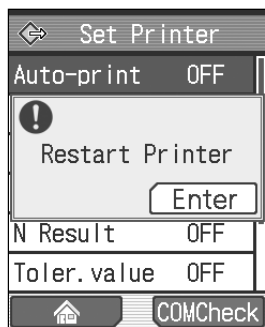 Set Printer
Auto-print OFF
Restart Printer
Enter
N Result OFF
Toler.value OFF
COMCheck